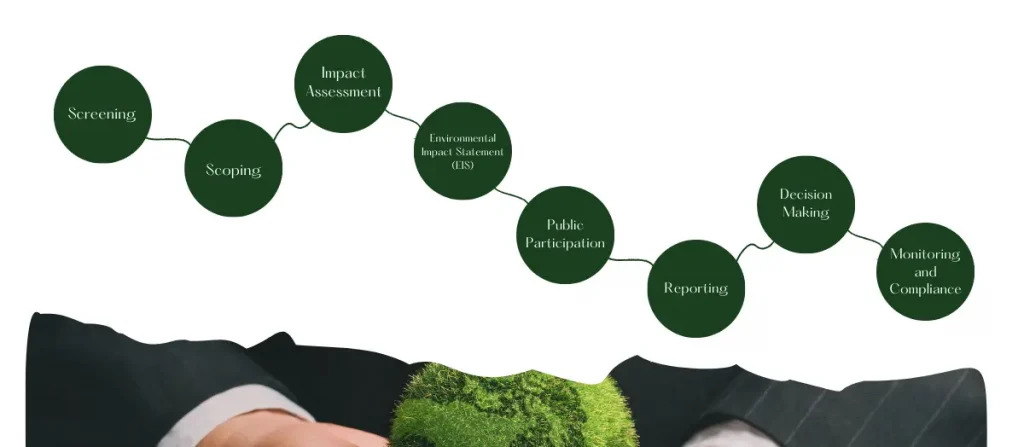 Screening
Scoping
Impact
Assessment
Environmental
Impact Statement
(EIS)
Public
Participation
Reporting
Decision
Making
Monitoring
and
Compliance